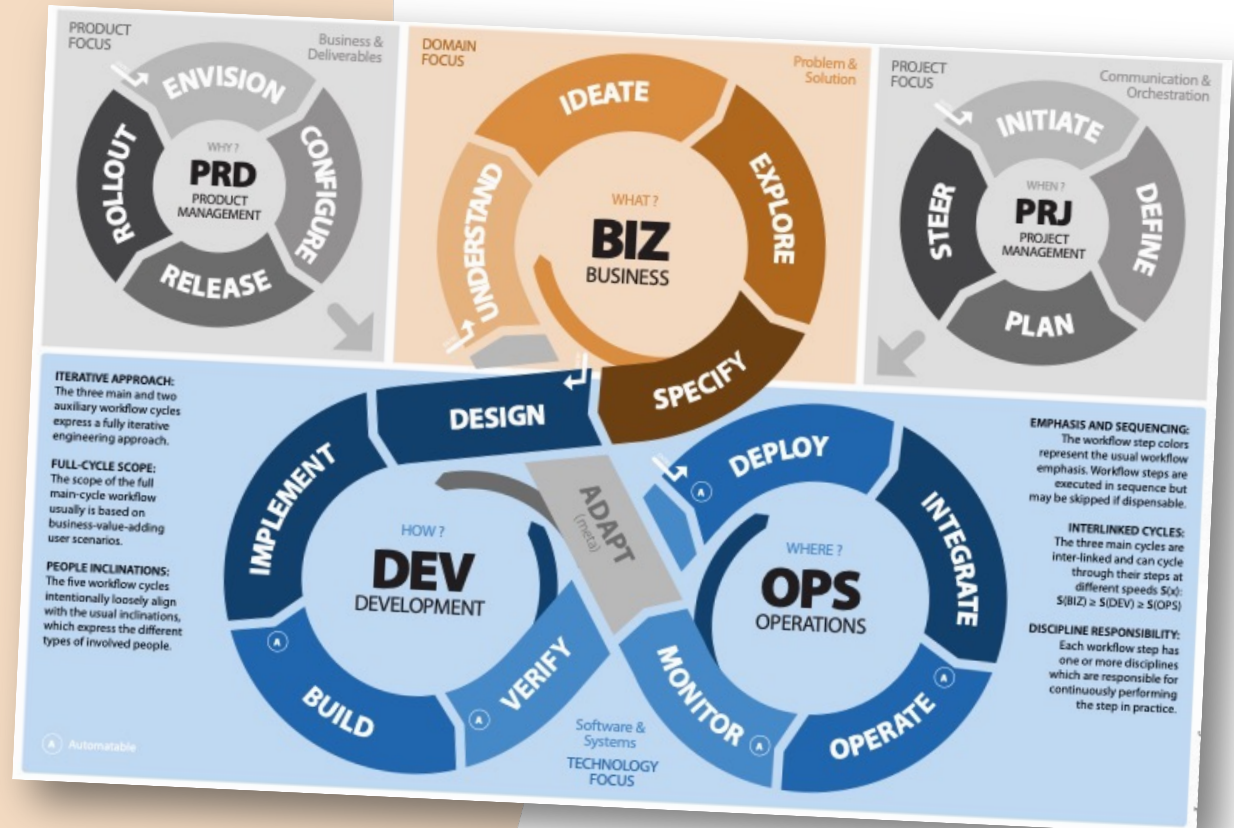 PRODUCT
FOCUS
Business &
Deliverables
ENVISION
CONFIGURE
RELEASE
ROLLOUT
WHY ?
PRD
PRODUCT
MANAGEMENT
DOMAIN
FOCUS
Problem &
Solution
UNDERSTAND
IDEATE
EXPLORE
SPECIFY
WHAT ?
BIZ
BUSINESS
PROJECT
FOCUS
Communication &
Orchestration
INITIATE
DEFINE
PLAN
STEER
WHEN ?
PRJ
PROJECT
MANAGEMENT
ITERATIVE APPROACH:
The three main and two
auxiliary workflow cycles
express a fully iterative
engineering approach.
FULL-CYCLE SCOPE:
The scope of the full
main-cycle workflow
usually is based on
business-value-adding
user scenarios.
PEOPLE INCLINATIONS:
The five workflow cycles
intentionally loosely align
with the usual inclinations,
which express the different
types of involved people.
A Automatable
DESIGN
IMPLEMENT
BUILD
A
VERIFY
A
HOW ?
DEV
DEVELOPMENT
ADAPT
(meta)
DEPLOY
A
INTEGRATE
OPERATE
A
MONITOR
A
WHERE ?
OPS
OPERATIONS
Software &
Systems
TECHNOLOGY
FOCUS
EMPHASIS AND SEQUENCING:
The workflow step colors
represent the usual workflow
emphasis. Workflow steps are
executed in sequence but
may be skipped if dispensable.
INTERLINKED CYCLES:
The three main cycles are
inter-linked and can cycle
through their steps at
different speeds S(x):
S(BIZ) ≥ S(DEV) ≥ S(OPS)
DISCIPLINE RESPONSIBILITY:
Each workflow step has
one or more disciplines
which are responsible for
continuously performing
the step in practice.